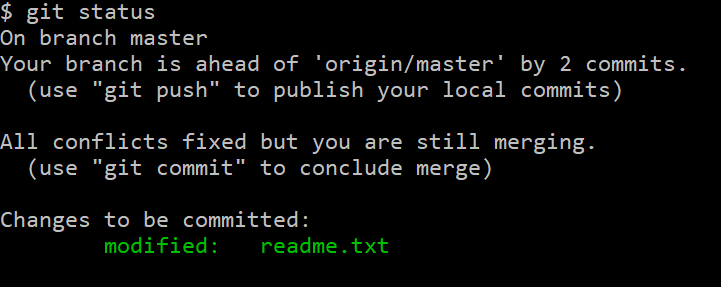 $ git status
On branch master
Your branch is ahead of 'origin/master' by 2 commits.
  (use "git push" to publish your local commits)

All conflicts fixed but you are still merging.
  (use "git commit" to conclude merge)

Changes to be committed:
        modified:   readme.txt